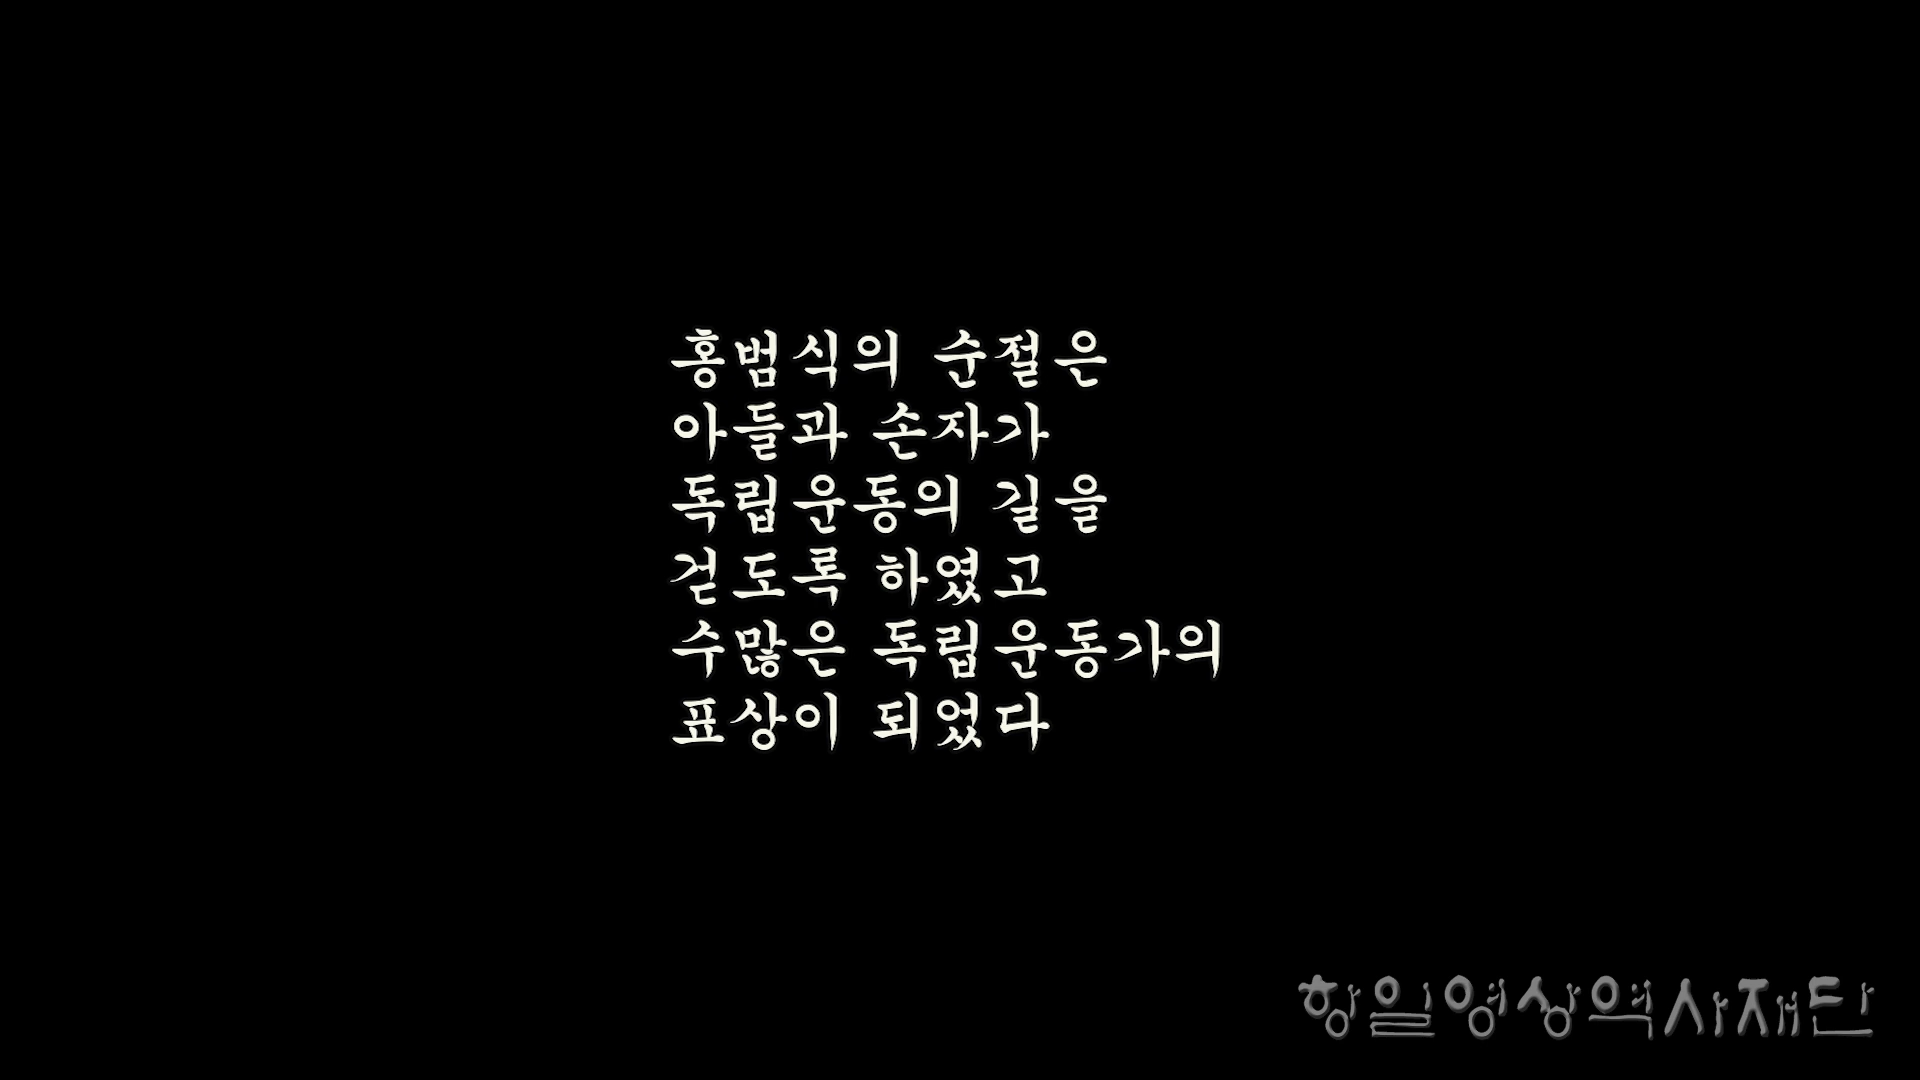 홍범식의 순절은
아들과 손자가
독립운동의 길을
걷도록 하였고
수많은 독립운동가의
표상이 되었다
항일영상역사재단